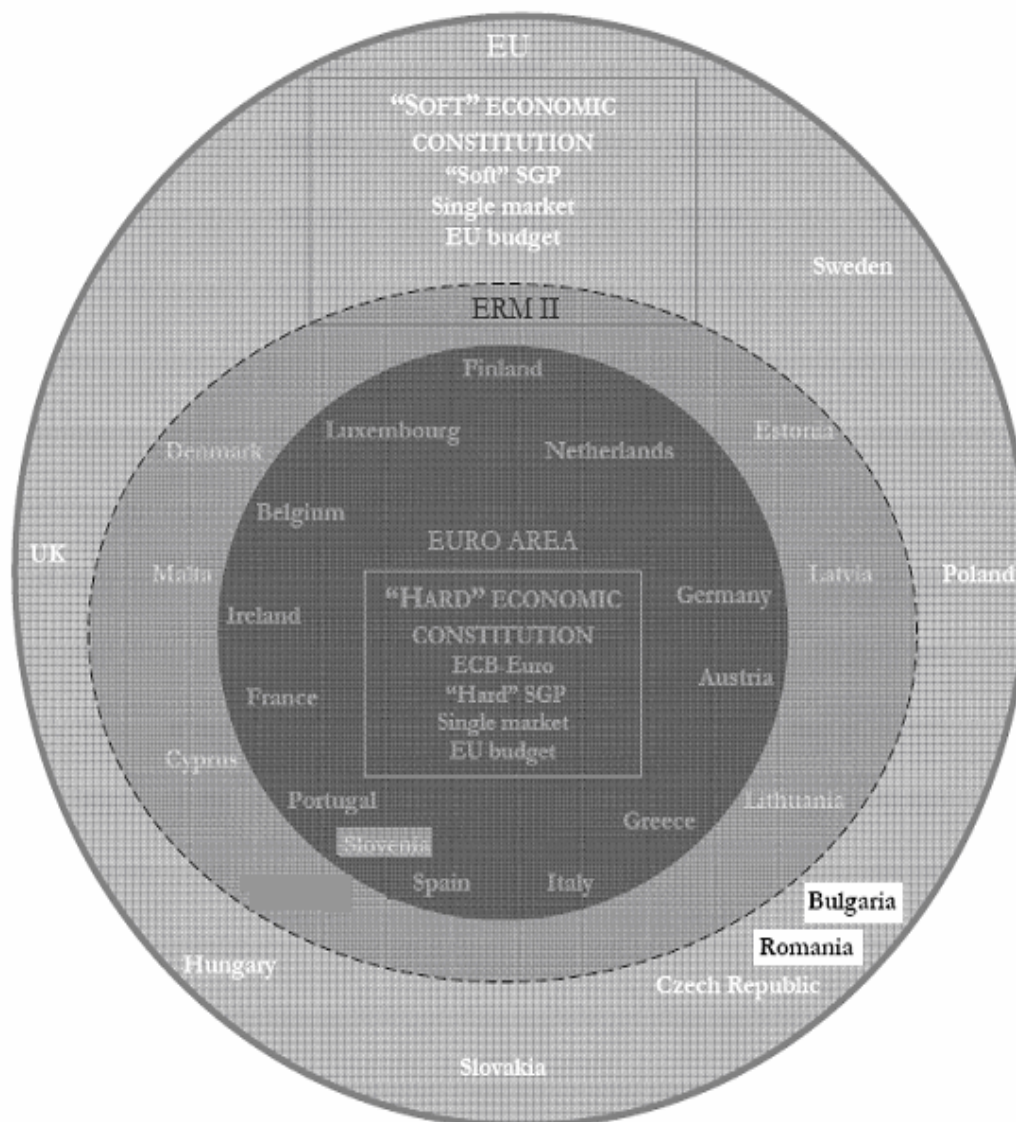 EU
“SOFT” ECONOMIC
CONSTITUTION
“Soft” SGP
Single market
EU budget
Sweden
ERM II
Finland
Luxembourg
Netherlands
Denmark
Estonia
Belgium
EURO AREA
UK
Malta
Latvia
Poland
“HARD” ECONOMIC
CONSTITUTION
ECB-Euro
“Hard” SGP
Single market
EU budget
Germany
Ireland
Austria
France
Cyprus
Portugal
Lithuania
Greece
Slovenia
Spain
Italy
Bulgaria
Romania
Hungary
Czech Republic
Slovakia